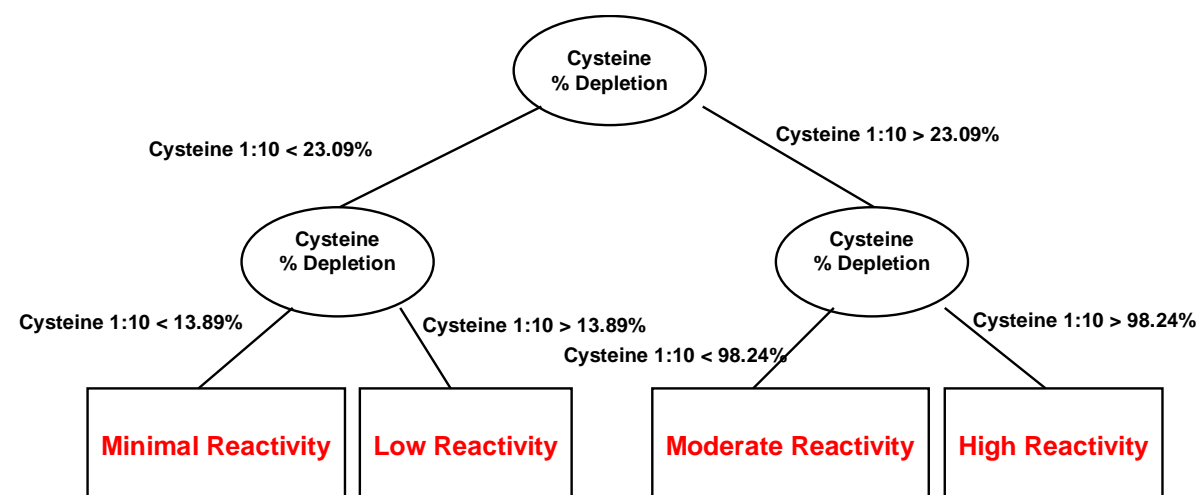 Cysteine
% Depletion
Cysteine 1:10 < 23.09%
Cysteine 1:10 > 23.09%
Cysteine
% Depletion
Cysteine
% Depletion
Cysteine 1:10 < 13.89%
Cysteine 1:10 > 13.89%
Cysteine 1:10 < 98.24%
Cysteine 1:10 > 98.24%
Minimal Reactivity
Low Reactivity
Moderate Reactivity
High Reactivity